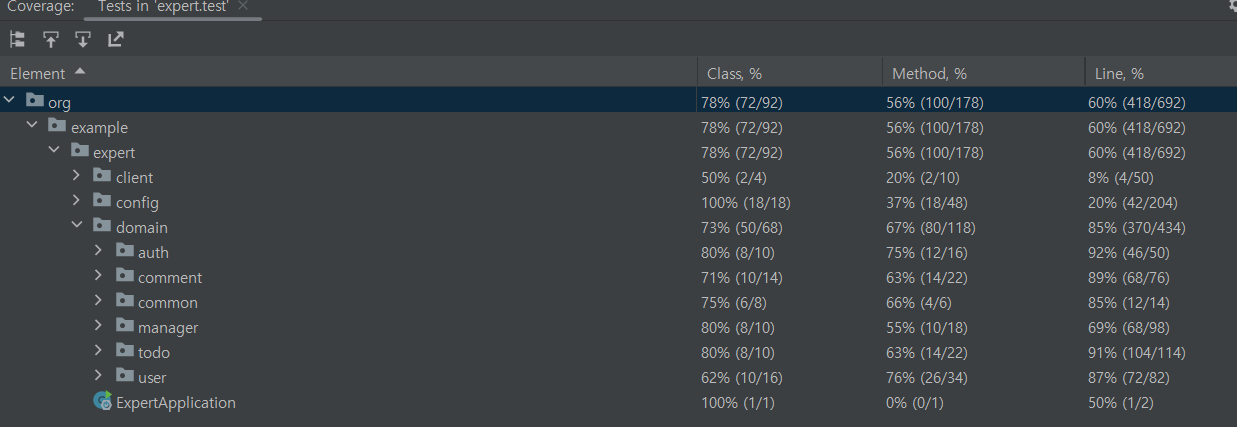 Coverage: Tests in 'expert.test' ×
Element Class, % Method, % Line, %
org 78% (72/92) 56% (100/178) 60% (418/692)
example 78% (72/92) 56% (100/178) 60% (418/692)
expert 78% (72/92) 56% (100/178) 60% (418/692)
client 50% (2/4) 20% (2/10) 8% (4/50)
config 100% (18/18) 37% (18/48) 20% (42/204)
domain 73% (50/68) 67% (80/118) 85% (370/434)
auth 80% (8/10) 75% (12/16) 92% (46/50)
comment 71% (10/14) 63% (14/22) 89% (68/76)
common 75% (6/8) 66% (4/6) 85% (12/14)
manager 80% (8/10) 55% (10/18) 69% (68/98)
todo 80% (8/10) 63% (14/22) 91% (104/114)
user 62% (10/16) 76% (26/34) 87% (72/82)
ExpertApplication 100% (1/1) 0% (0/1) 50% (1/2)